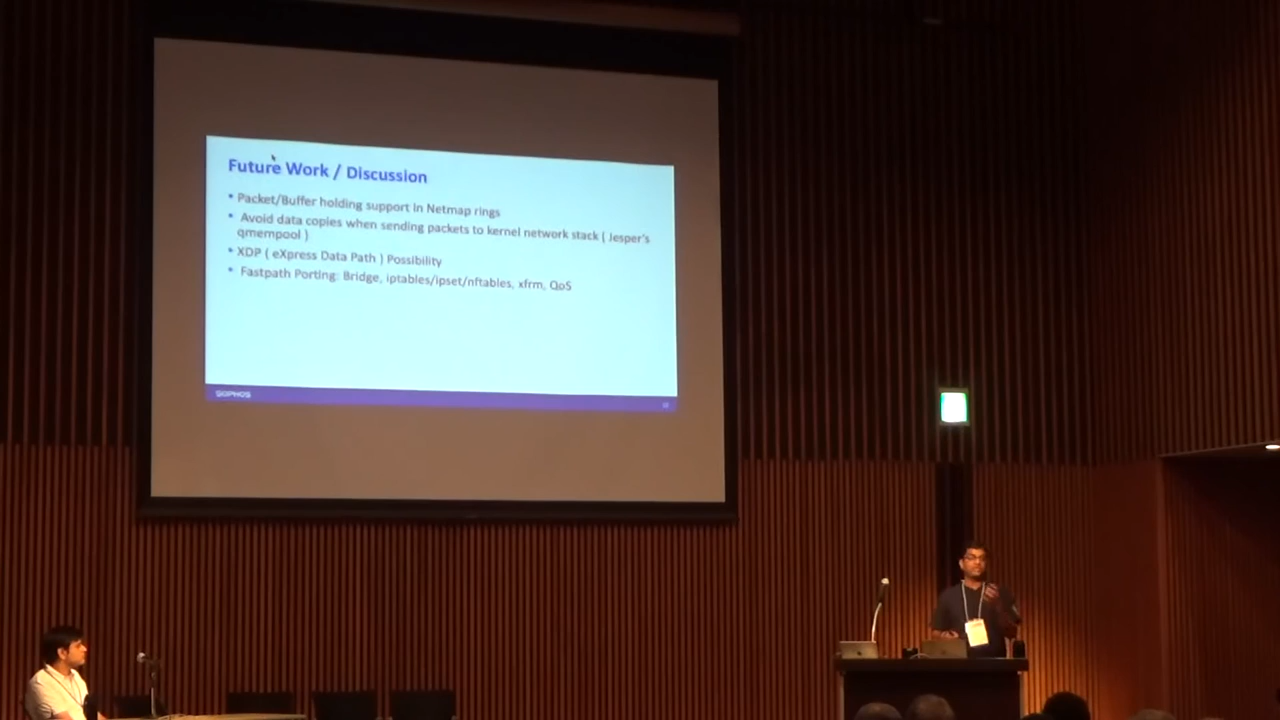 Future Work / Discussion
• Packet/Buffer holding support in Netmap rings
• Avoid data copies when sending packets to kernel network stack ( Jesper's
qmempool )
• XDP ( eXpress Data Path ) Possibility
• Fastpath Porting: Bridge, iptables/ipset/nftables, xfrm, QoS
SOPHOS